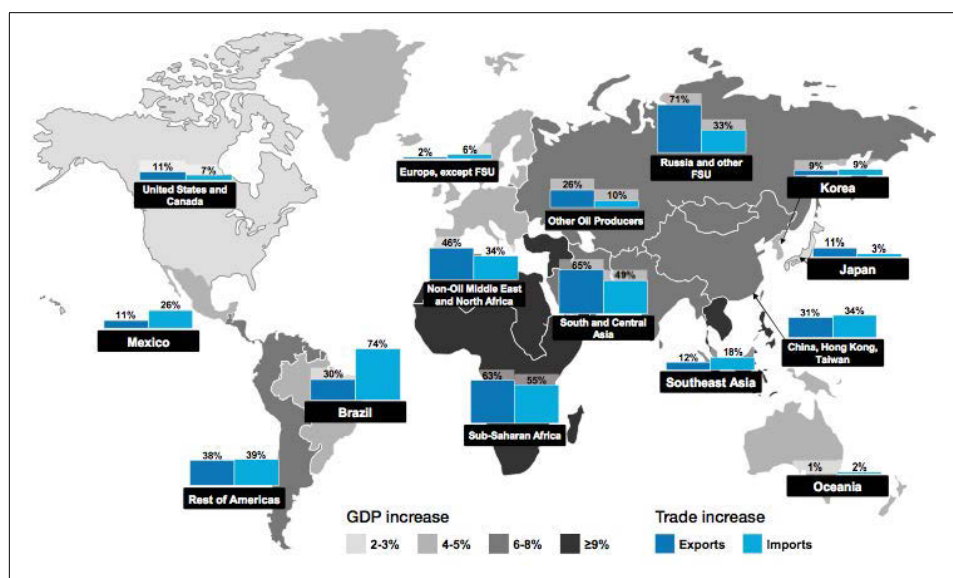 71%
33%
Russia and other
FSU
2% 6%
Europe, except FSU
9% 9%
Korea
11% 7%
United States and
Canada
26% 10%
Other Oil Producers
46% 34%
Non-Oil Middle East
and North Africa
65% 49%
South and Central
Asia
11% 3%
Japan
11% 26%
Mexico
31% 34%
China, Hong Kong,
Taiwan
30% 74%
Brazil
12% 18%
Southeast Asia
63% 55%
Sub-Saharan Africa
38% 39%
Rest of Americas
1% 2%
Oceania
GDP increase
2-3% 4-5% 6-8% ≥9%
Trade increase
Exports Imports